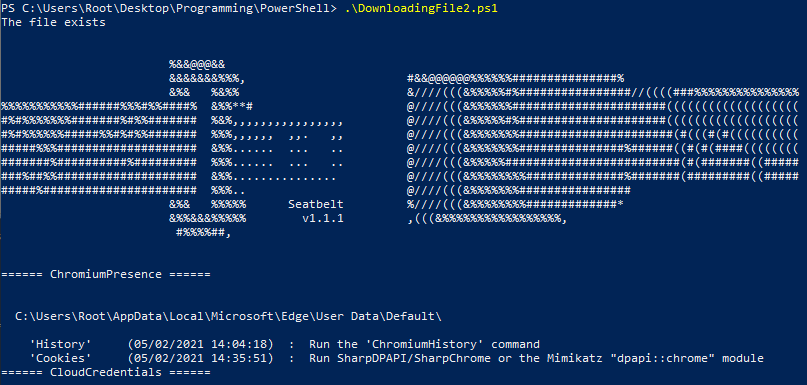 PS C:\Users\Root\Desktop\Programming\PowerShell> .\DownloadingFile2.ps1
The file exists
Seatbelt
v1.1.1
====== ChromiumPresence ======
C:\Users\Root\AppData\Local\Microsoft\Edge\User Data\Default\
'History'     (05/02/2021 14:04:18)  :  Run the 'ChromiumHistory' command
'Cookies'     (05/02/2021 14:35:51)  :  Run SharpDPAPI/SharpChrome or the Mimikatz "dpapi::chrome" module
====== CloudCredentials ======